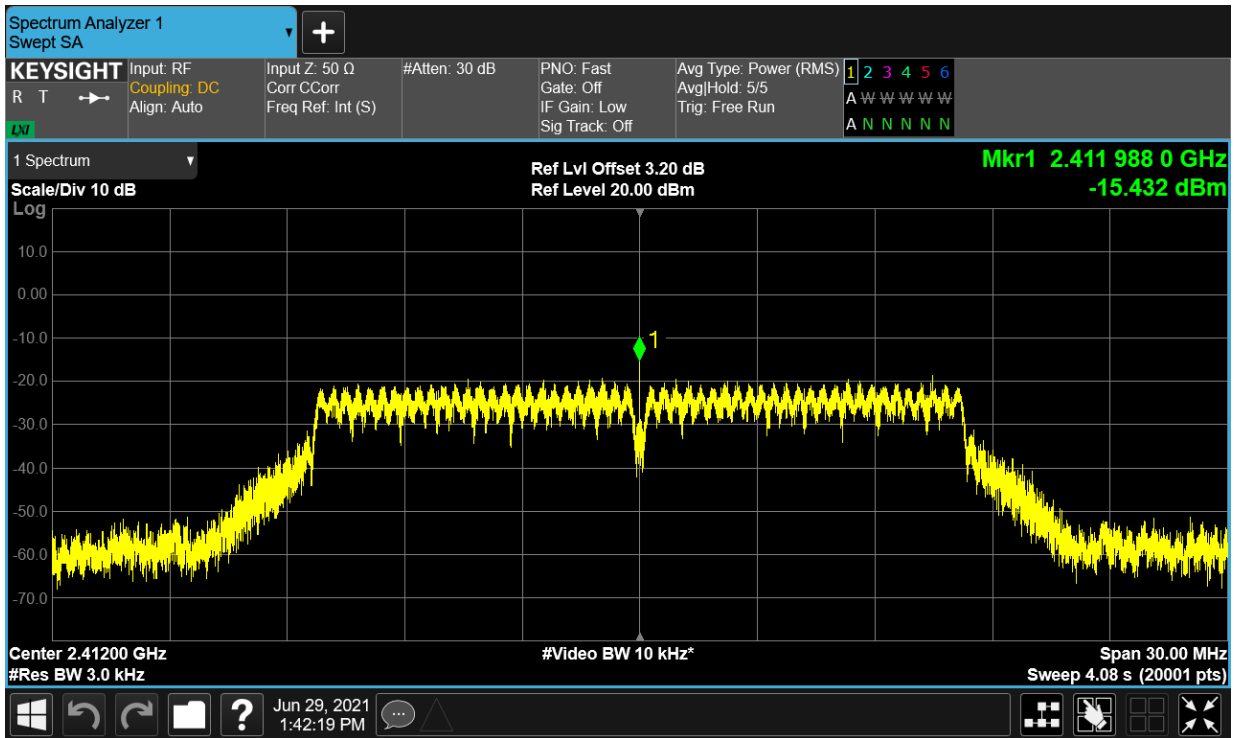 Spectrum Analyzer 1
Swept SA
+
KEYSIGHT
R T
LXI
Input: RF
Coupling: DC
Align: Auto
Input Z: 50 Ω
Corr CCorr
Freq Ref: Int (S)
#Atten: 30 dB
PNO: Fast
Gate: Off
IF Gain: Low
Sig Track: Off
Avg Type: Power (RMS)
Avg|Hold: 5/5
Trig: Free Run
1 2 3 4 5 6
A W W W W W
A N N N N N
1 Spectrum
Scale/Div 10 dB
Log
Ref Lvl Offset 3.20 dB
Ref Level 20.00 dBm
Mkr1 2.411 988 0 GHz
-15.432 dBm
10.0
0.00
-10.0
-20.0
-30.0
-40.0
-50.0
-60.0
-70.0
1
Center 2.41200 GHz
#Res BW 3.0 kHz
#Video BW 10 kHz*
Span 30.00 MHz
Sweep 4.08 s (20001 pts)
?
Jun 29, 2021
1:42:19 PM